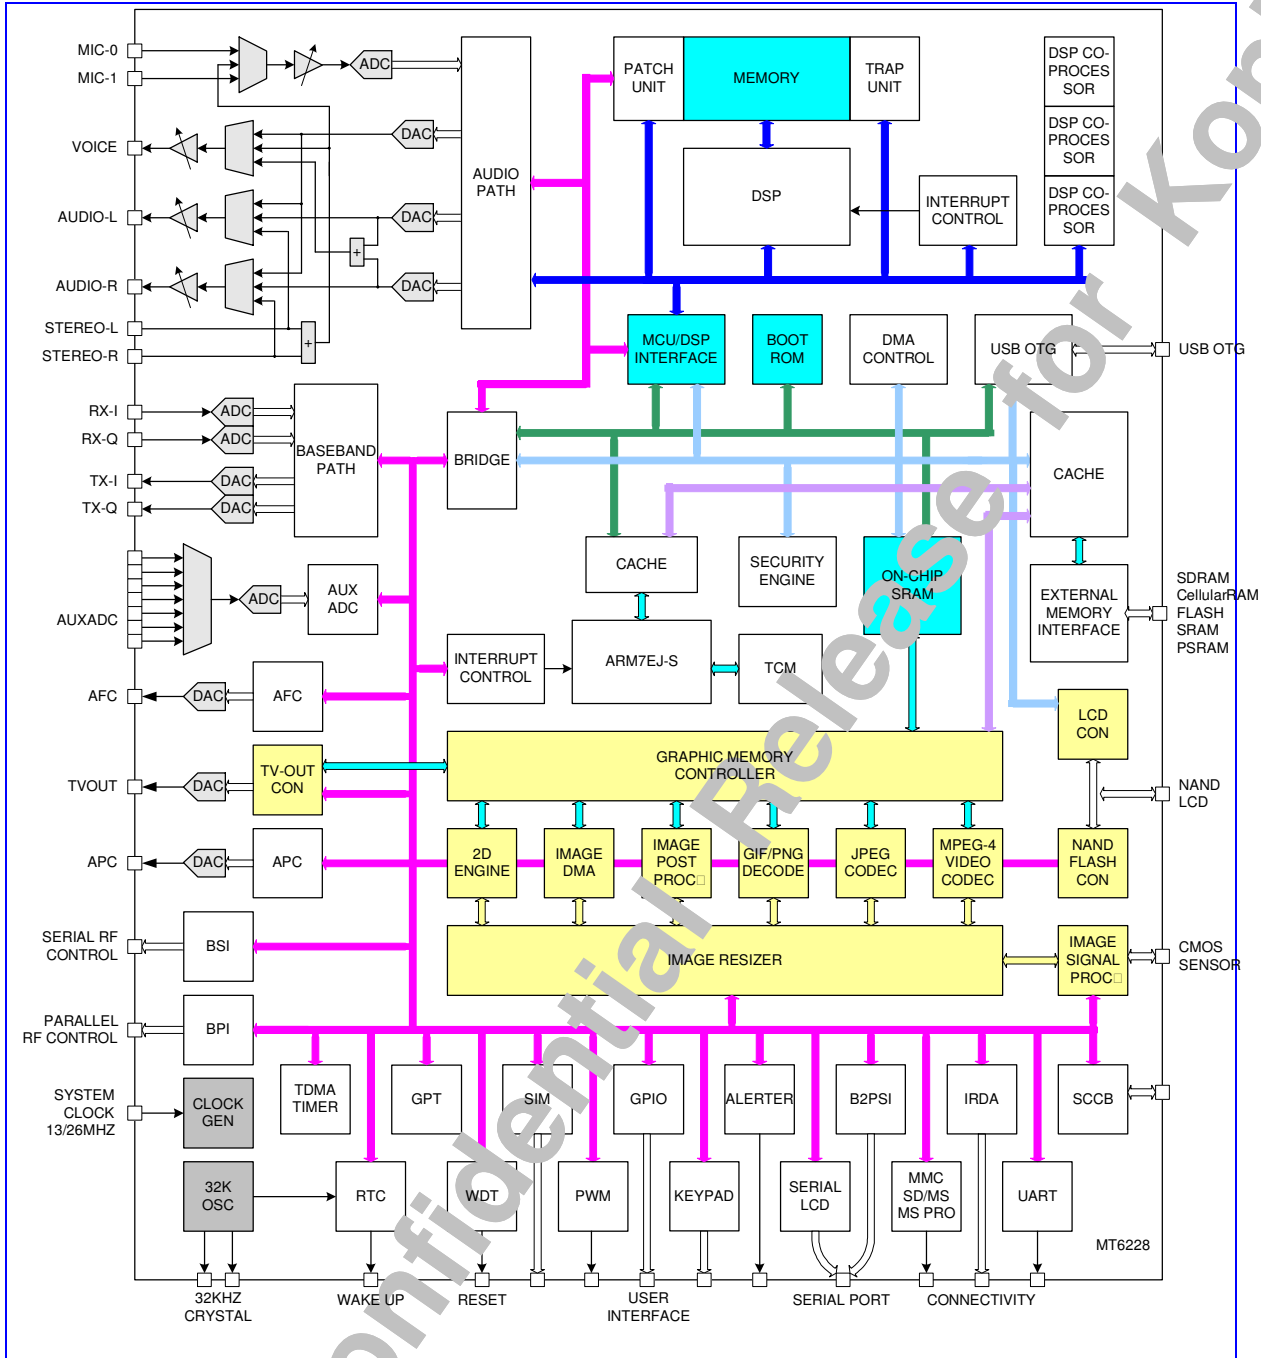 MIC-0
MIC-1
ADC
VOICE
DAC
AUDIO-L
DAC
+
AUDIO-R
DAC
STEREO-L
STEREO-R
+
AUDIO
PATH
PATCH
UNIT
MEMORY
TRAP
UNIT
DSP CO-
PROCES
SOR
DSP CO-
PROCES
SOR
DSP CO-
PROCES
SOR
DSP
INTERRUPT
CONTROL
MCU/DSP
INTERFACE
BOOT
ROM
DMA
CONTROL
USB OTG
USB OTG
RX-I
ADC
RX-Q
ADC
TX-I
DAC
TX-Q
DAC
BASEBAND
PATH
BRIDGE
CACHE
CACHE
SECURITY
ENGINE
ON-CHIP
SRAM
EXTERNAL
MEMORY
INTERFACE
SDRAM
CellularRAM
FLASH
SRAM
PSRAM
AUXADC
ADC
AUX
ADC
INTERRUPT
CONTROL
ARM7EJ-S
TCM
AFC
DAC
AFC
LCD
CON
TVOUT
DAC
TV-OUT
CON
GRAPHIC MEMORY
CONTROLLER
NAND
LCD
APC
DAC
APC
2D
ENGINE
IMAGE
DMA
IMAGE
POST
PROC□
GIF/PNG
DECODE
JPEG
CODEC
MPEG-4
VIDEO
CODEC
NAND
FLASH
CON
SERIAL RF
CONTROL
BSI
IMAGE RESIZER
IMAGE
SIGNAL
PROC□
CMOS
SENSOR
PARALLEL
RF CONTROL
BPI
SYSTEM
CLOCK
13/26MHZ
CLOCK
GEN
TDMA
TIMER
GPT
SIM
GPIO
ALERTER
B2PSI
IRDA
SCCB
32K
OSC
RTC
WDT
PWM
KEYPAD
SERIAL
LCD
MMC
SD/MS
MS PRO
UART
MT6228
32KHZ
CRYSTAL
WAKE UP
RESET
USER
INTERFACE
SERIAL PORT
CONNECTIVITY
onfidential Release for Kon